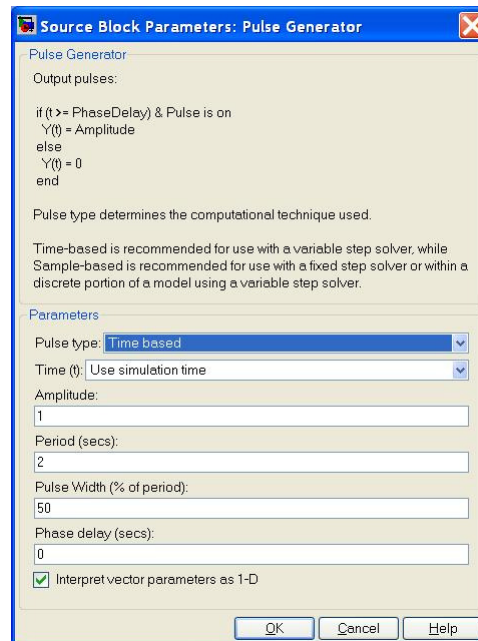 Source Block Parameters: Pulse Generator
Pulse Generator
Output pulses:
if (t >= PhaseDelay) & Pulse is on
Y(t) = Amplitude
else
Y(t) = 0
end
Pulse type determines the computational technique used.
Time-based is recommended for use with a variable step solver, while
Sample-based is recommended for use with a fixed step solver or within a
discrete portion of a model using a variable step solver.
Parameters
Pulse type: Time based
Time (t): Use simulation time
Amplitude:
1
Period (secs):
2
Pulse Width (% of period):
50
Phase delay (secs):
0
Interpret vector parameters as 1-D
OK Cancel Help